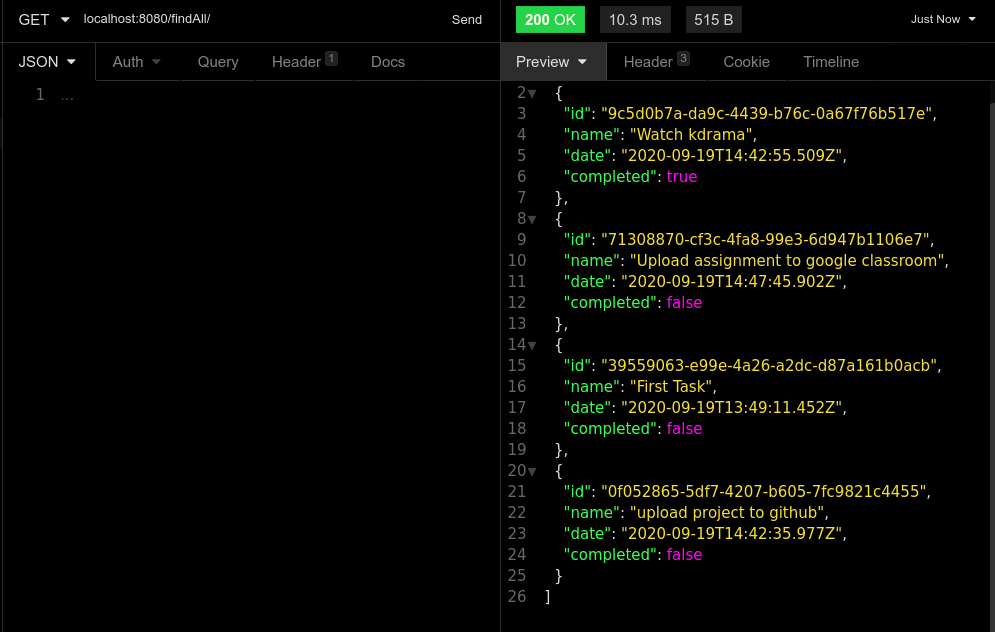 GET localhost:8080/findAll/ Send
200 OK 10.3 ms 515 B Just Now
JSON Auth Query Header 1 Docs
Preview Header 3 Cookie Timeline
1 ...
2 {
3 "id": "9c5d0b7a-da9c-4439-b76c-0a67f76b517e",
4 "name": "Watch kdrama",
5 "date": "2020-09-19T14:42:55.509Z",
6 "completed": true
7 },
8 {
9 "id": "71308870-cf3c-4fa8-99e3-6d947b1106e7",
10 "name": "Upload assignment to google classroom",
11 "date": "2020-09-19T14:47:45.902Z",
12 "completed": false
13 },
14 {
15 "id": "39559063-e99e-4a26-a2dc-d87a161b0acb",
16 "name": "First Task",
17 "date": "2020-09-19T13:49:11.452Z",
18 "completed": false
19 },
20 {
21 "id": "0f052865-5df7-4207-b605-7fc9821c4455",
22 "name": "upload project to github",
23 "date": "2020-09-19T14:42:35.977Z",
24 "completed": false
25 }
26 ]